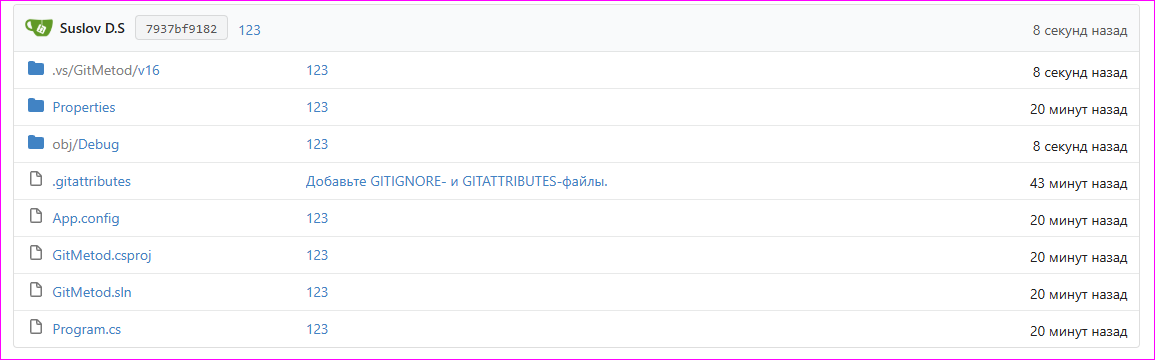 Suslov D.S 7937bf9182 123 8 секунд назад
.vs/GitMetod/v16 123 8 секунд назад
Properties 123 20 минут назад
obj/Debug 123 8 секунд назад
.gitattributes Добавьте GITIGNORE- и GITATTRIBUTES-файлы. 43 минут назад
App.config 123 20 минут назад
GitMetod.csproj 123 20 минут назад
GitMetod.sln 123 20 минут назад
Program.cs 123 20 минут назад